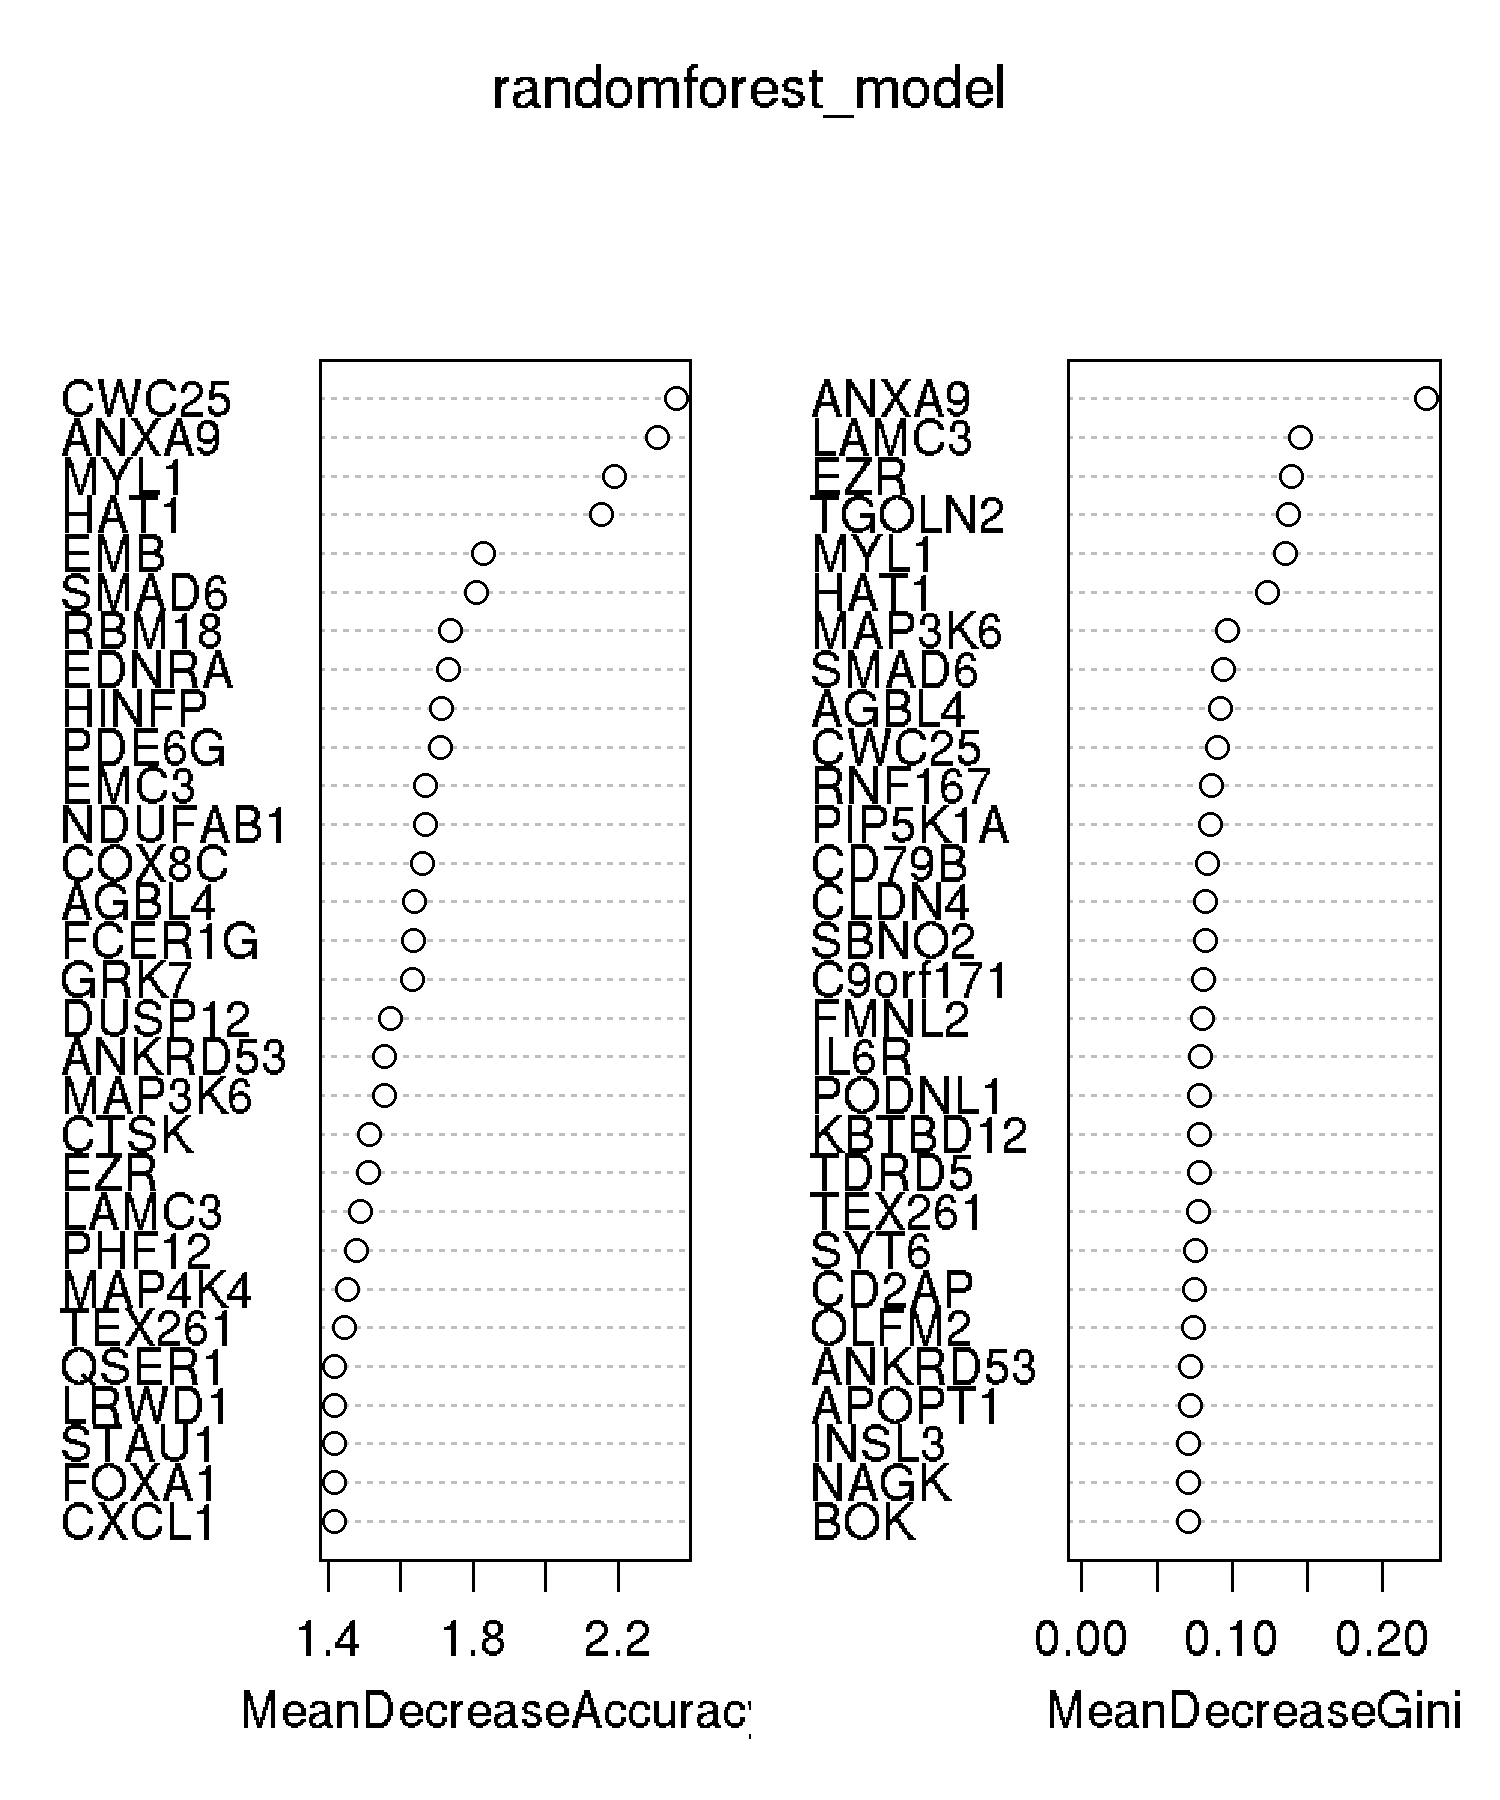 randomforest_model
CWC25
ANXA9
MYL1
HAT1
EMB
SMAD6
RBM18
EDNRA
HINFP
PDE6G
EMC3
NDUFAB1
COX8C
AGBL4
FCER1G
GRK7
DUSP12
ANKRD53
MAP3K6
CTSK
EZR
LAMC3
PHF12
MAP4K4
TEX261
QSER1
LRWD1
STAU1
FOXA1
CXCL1
1.4 1.8 2.2
MeanDecreaseAccuracy
ANXA9
LAMC3
EZR
TGOLN2
MYL1
HAT1
MAP3K6
SMAD6
AGBL4
CWC25
RNF167
PIP5K1A
CD79B
CLDN4
SBNO2
C9orf171
FMNL2
IL6R
PODNL1
KBTBD12
TDRD5
TEX261
SYT6
CD2AP
OLFM2
ANKRD53
APOPT1
INSL3
NAGK
BOK
0.00 0.10 0.20
MeanDecreaseGini